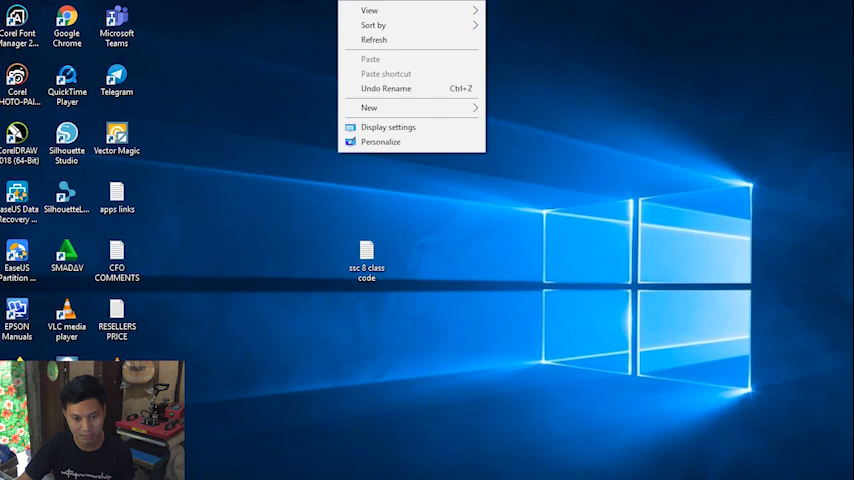 Corel Font
Manager 2...
Google
Chrome
Microsoft
Teams
Corel
PHOTO-PAI...
QuickTime
Player
Telegram
CorelDRAW
2018 (64-Bit)
Silhouette
Studio
Vector Magic
EaseUS Data
Recovery ...
SilhouetteL...
apps links
EaseUS
Partition ...
SMADΔV
CFO
COMMENTS
EPSON
Manuals
VLC media
player
RESELLERS
PRICE
View
Sort by
Refresh
Paste
Paste shortcut
Undo Rename Ctrl+Z
New
Display settings
Personalize
ssc 8 class
code